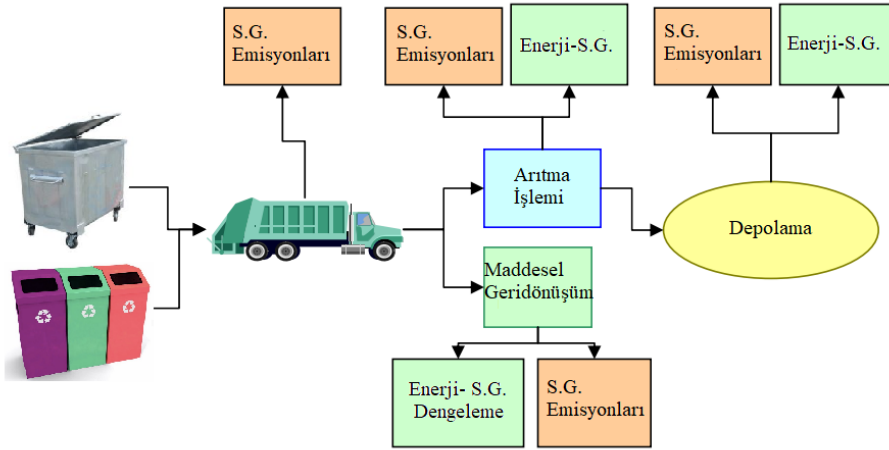 S.G.
Emisyonları
S.G.
Emisyonları
Enerji-S.G.
S.G.
Emisyonları
Enerji-S.G.
Arıtma
İşlemi
Depolama
Maddesel
Geridönüşüm
Enerji- S.G.
Dengeleme
S.G.
Emisyonları